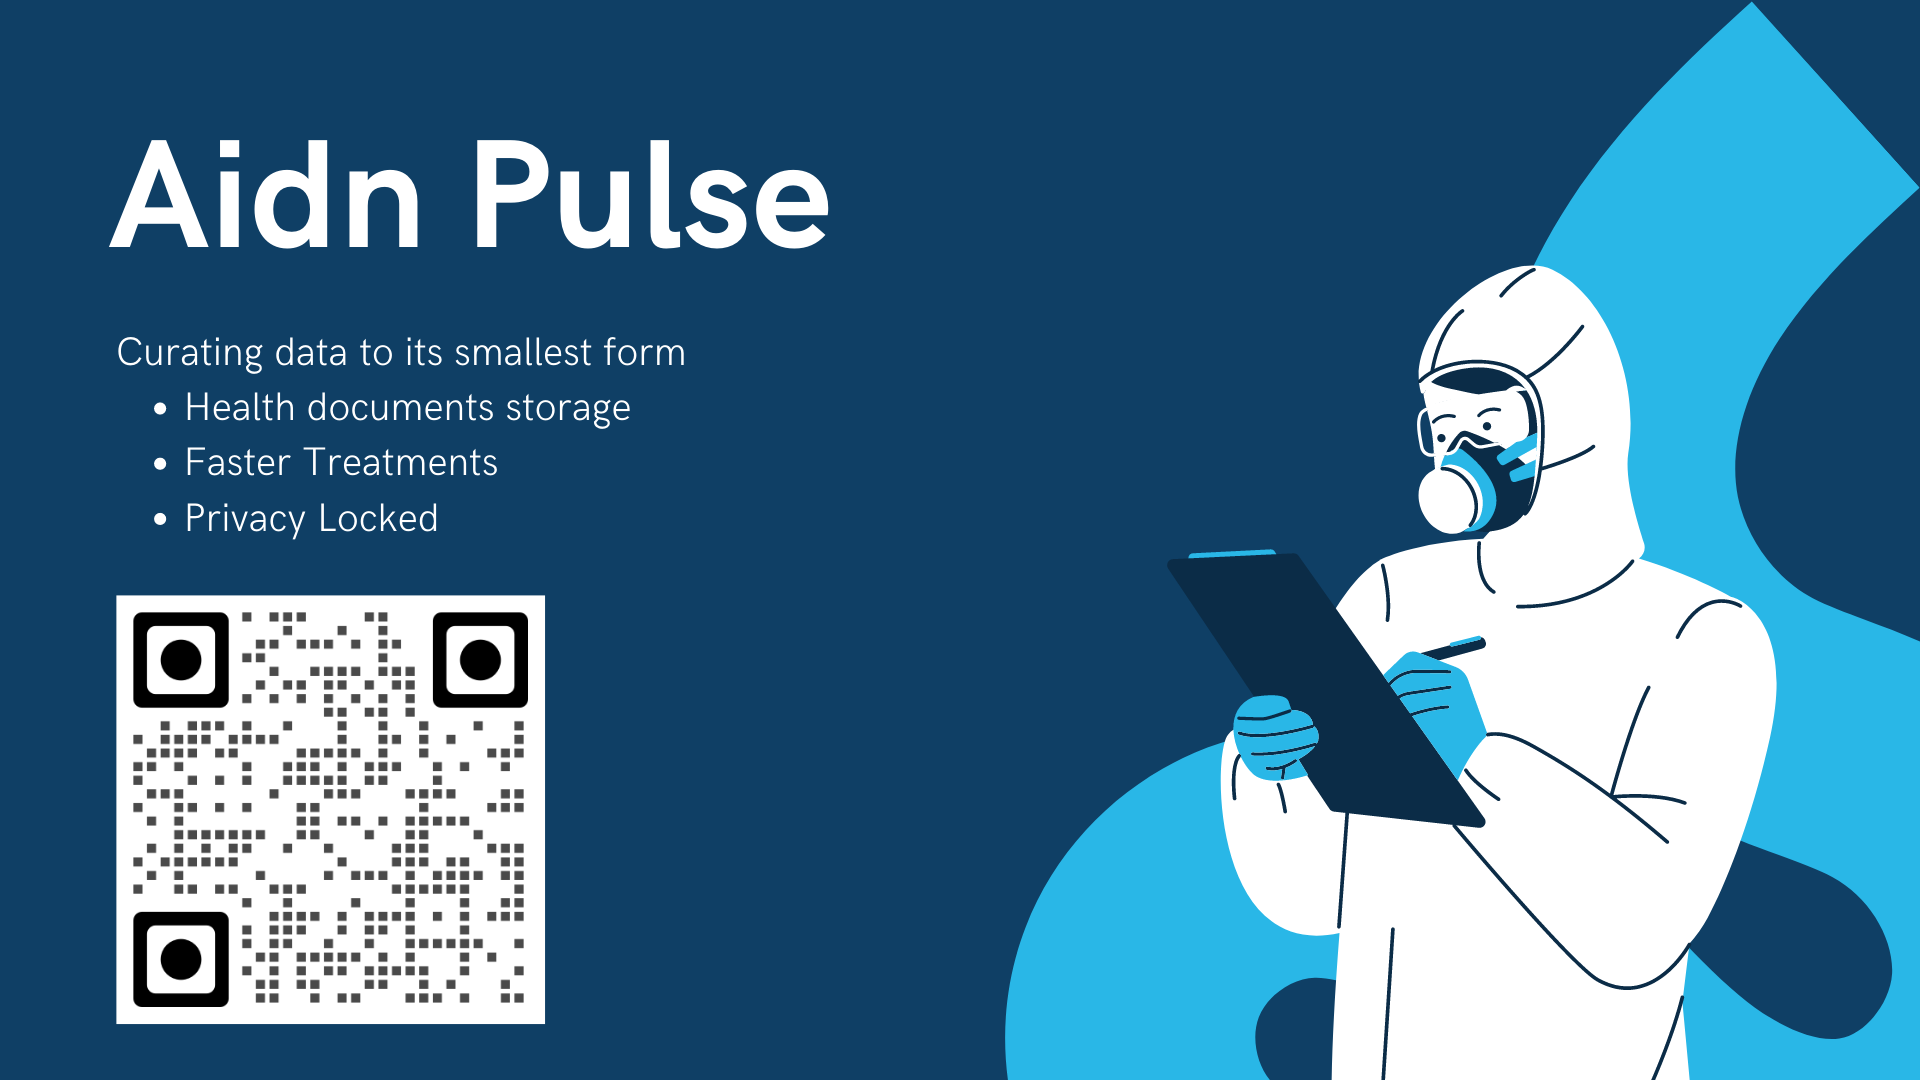 Aidn Pulse
Curating data to its smallest form
• Health documents storage
• Faster Treatments
• Privacy Locked